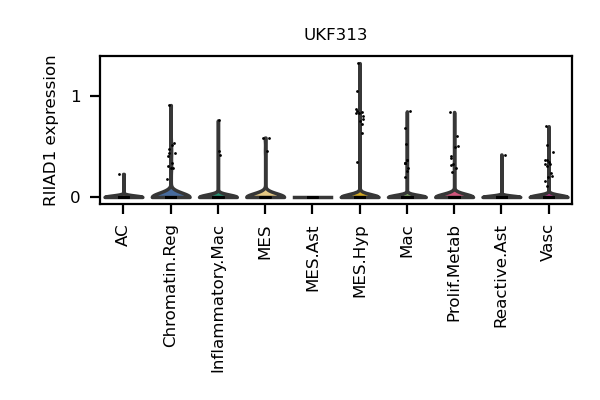 UKF313
RIIAD1 expression
1
0
AC
Chromatin.Reg
Inflammatory.Mac
MES
MES.Ast
MES.Hyp
Mac
Prolif.Metab
Reactive.Ast
Vasc